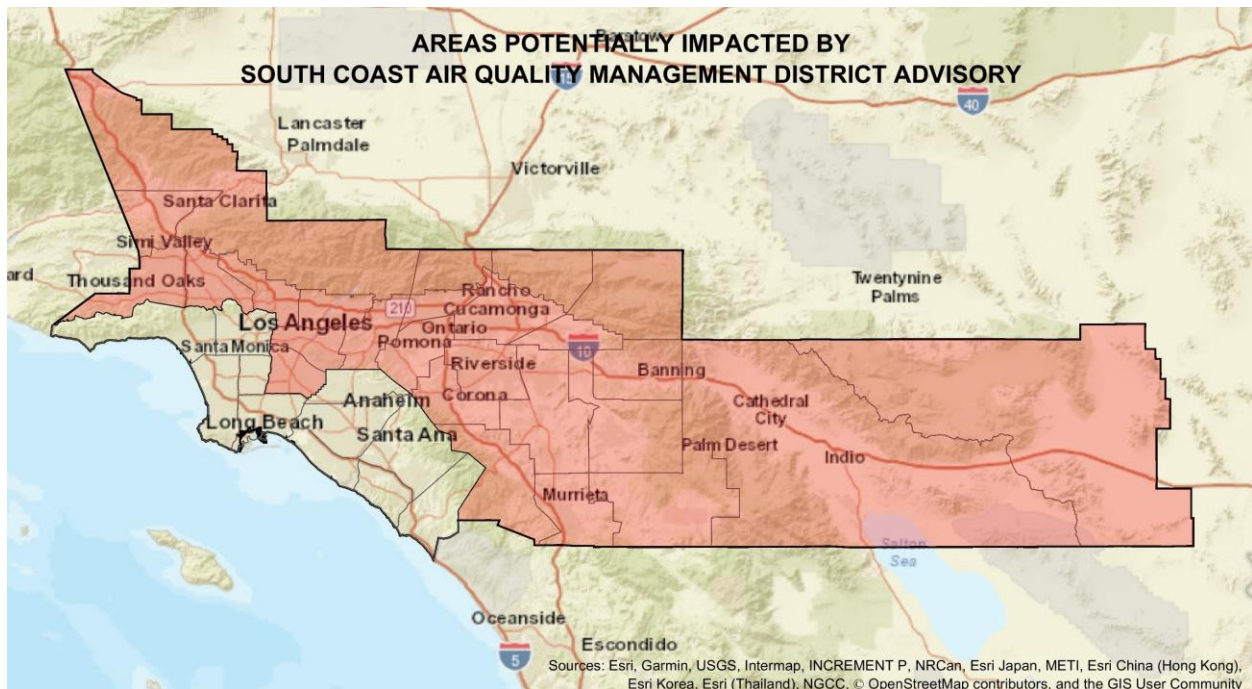 AREAS POTENTIALLY IMPACTED BY
SOUTH COAST AIR QUALITY MANAGEMENT DISTRICT ADVISORY
Barstow
15
40
Lancaster
Palmdale
Victorville
Santa Clarita
Simi Valley
ard
Thousand Oaks
Twentynine
Palms
Rancho
Cucamonga
210
Los Angeles
Ontario
Santa Monica
Pomona
10
Riverside
Banning
Corona
Anaheim
Cathedral
City
Long Beach
Santa Ana
Palm Desert
Indio
Murrieta
Salton
Sea
Oceanside
Escondido
5
Sources: Esri, Garmin, USGS, Intermap, INCREMENT P, NRCan, Esri Japan, METI, Esri China (Hong Kong),
Esri Korea, Esri (Thailand), NGCC, © OpenStreetMap contributors, and the GIS User Community